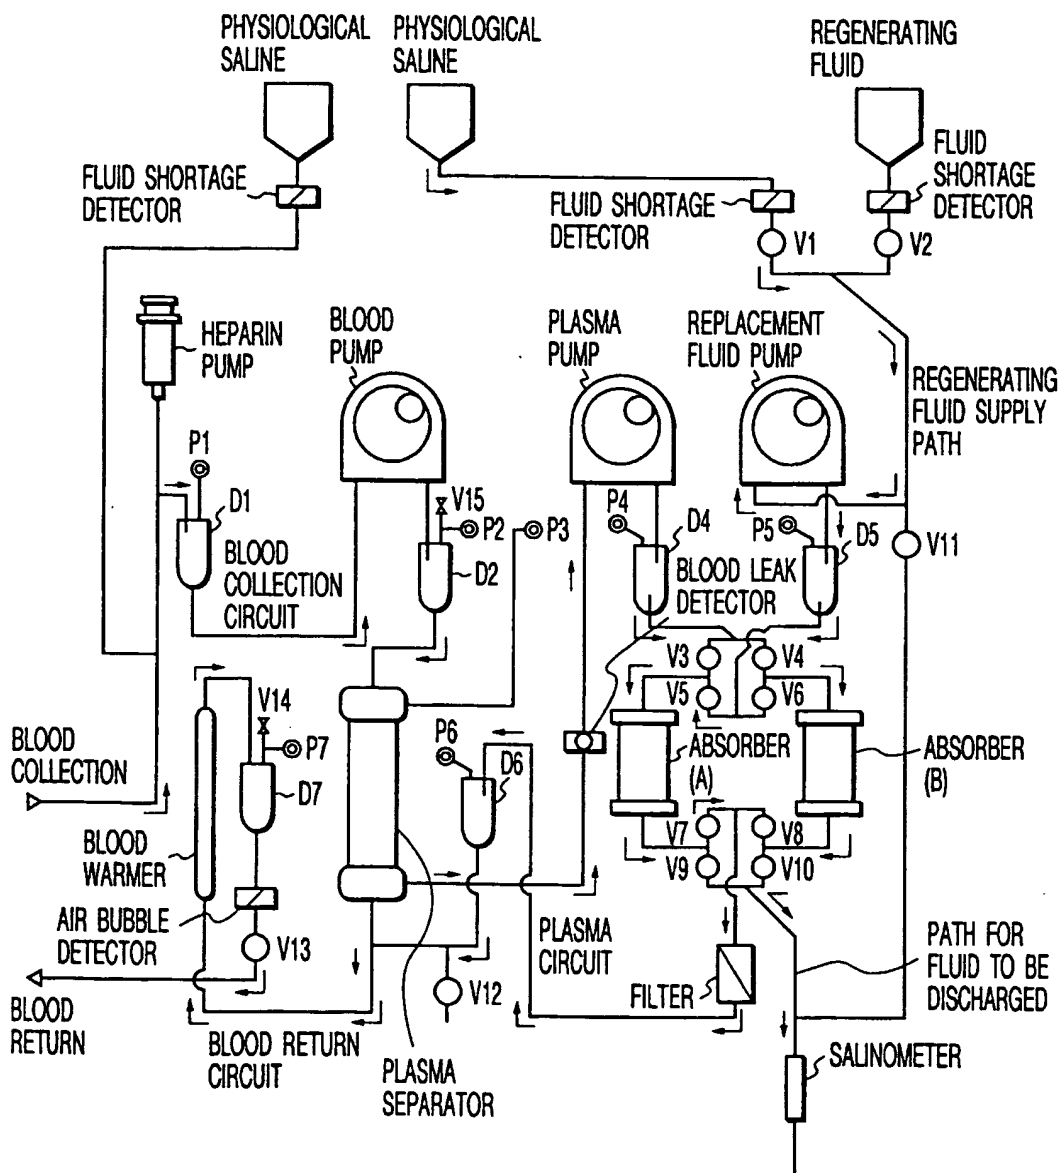 PHYSIOLOGICAL
SALINE
PHYSIOLOGICAL
SALINE
REGENERATING
FLUID
FLUID SHORTAGE
DETECTOR
FLUID SHORTAGE
DETECTOR
FLUID
SHORTAGE
DETECTOR
V1
V2
HEPARIN
PUMP
BLOOD
PUMP
PLASMA
PUMP
REPLACEMENT
FLUID PUMP
REGENERATING
FLUID SUPPLY
PATH
P1
D1
V15
P2
P3
D2
P4
D4
P5
D5
V11
BLOOD
COLLECTION
CIRCUIT
BLOOD LEAK
DETECTOR
V3
V4
V5
V6
V14
P7
D7
P6
D6
ABSORBER
(A)
ABSORBER
(B)
BLOOD
COLLECTION
BLOOD
WARMER
V7
V8
V9
V10
AIR BUBBLE
DETECTOR
V13
V12
PLASMA
CIRCUIT
FILTER
PATH FOR
FLUID TO BE
DISCHARGED
BLOOD
RETURN
BLOOD RETURN
CIRCUIT
PLASMA
SEPARATOR
SALINOMETER